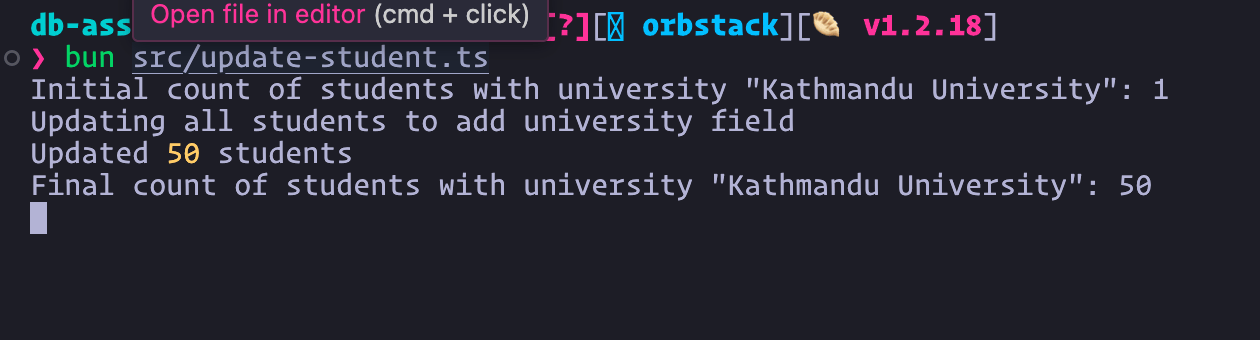 Open file in editor (cmd + click)
db-ass [?][ orbstack][🥟 v1.2.18]
❯ bun src/update-student.ts
Initial count of students with university "Kathmandu University": 1
Updating all students to add university field
Updated 50 students
Final count of students with university "Kathmandu University": 50